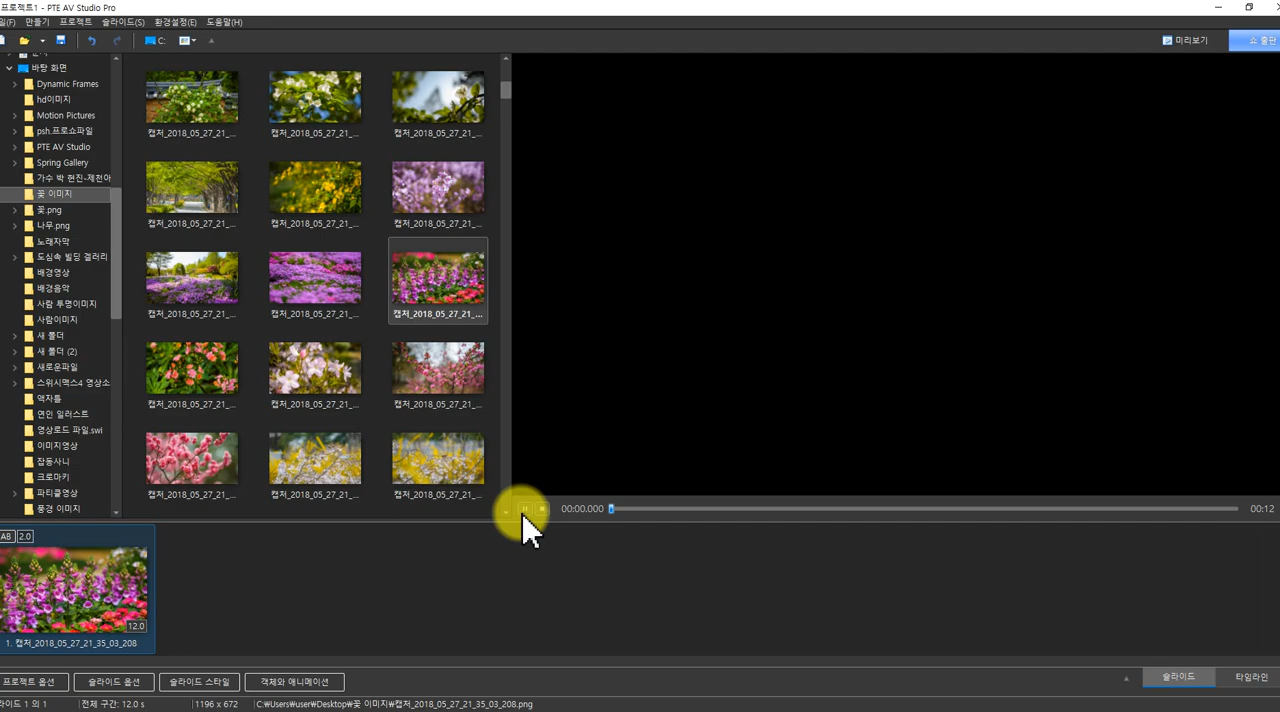 프로젝트1 - PTE AV Studio Pro
일(F) 만들기 프로젝트 슬라이드(S) 환경설정(E) 도움말(H)
C: 미리보기 쇼 출판
바탕 화면
Dynamic Frames
hd이미지
Motion Pictures
psh.프로쇼파일
PTE AV Studio
Spring Gallery
가수 박 현진-제천아
꽃 이미지
꽃.png
나무.png
노래자막
도심속 빌딩 갤러리
배경영상
배경음악
사람 투명이미지
사람이미지
새 폴더
새 폴더 (2)
새로운파일
스위시맥스4 영상소
액자틀
연인 일러스트
영상로드 파일.swi
이미지영상
잡동사니
크로마키
파티클영상
풍경 이미지
캡처_2018_05_27_21_... 캡처_2018_05_27_21_... 캡처_2018_05_27_21_...
캡처_2018_05_27_21_... 캡처_2018_05_27_21_... 캡처_2018_05_27_21_...
캡처_2018_05_27_21_... 캡처_2018_05_27_21_... 캡처_2018_05_27_21_...
캡처_2018_05_27_21_... 캡처_2018_05_27_21_... 캡처_2018_05_27_21_...
캡처_2018_05_27_21_... 캡처_2018_05_27_21_... 캡처_2018_05_27_21_...
00:00.000 00:12
AB 2.0
12.0
1. 캡처_2018_05_27_21_35_03_208
프로젝트 옵션 슬라이드 옵션 슬라이드 스타일 객체와 애니메이션 슬라이드 타임라인
라이드 1 외 1 전체 구간: 12.0 s 1196 x 672 C:₩Users₩user₩Desktop₩꽃 이미지₩캡처_2018_05_27_21_35_03_208.png